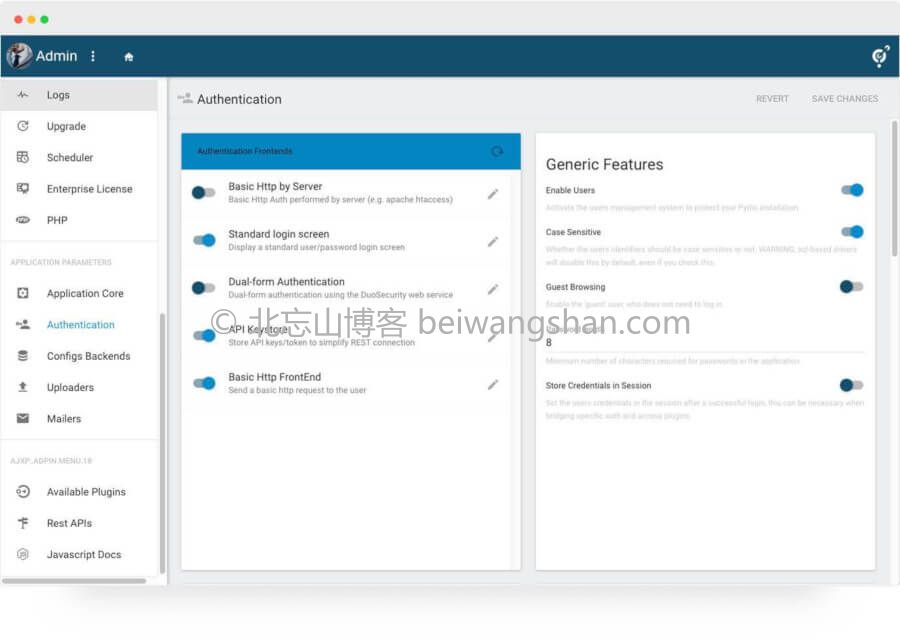 Admin
Logs
Upgrade
Scheduler
Enterprise License
PHP
APPLICATION PARAMETERS
Application Core
Authentication
Configs Backends
Uploaders
Mailers
AJXP_ADPIN.MENU.18
Available Plugins
Rest APIs
Javascript Docs
Authentication
REVERT
SAVE CHANGES
Authentication Frontends
Basic Http by Server
Basic Http Auth performed by server (e.g. apache htaccess)
Standard login screen
Display a standard user/password login screen
Dual-form Authentication
Dual-form authentication using the DuoSecurity web service
API Keystore
Store API keys/token to simplify REST connection
Basic Http FrontEnd
Send a basic http request to the user
Generic Features
Enable Users
Activate the users management system to protect your Pydio installation.
Case Sensitive
Whether the users identifiers should be case sensitive or not. WARNING, sql-based drivers
will disable this by default, even if you check this.
Guest Browsing
Enable the 'guest' user who does not need to log in
8
Minimum number of characters required for passwords in the application.
Store Credentials in Session
Set the users credentials in the session after a successful login, this can be necessary when
bridging specific auth and access plugins
© 北忘山博客 beiwangshan.com